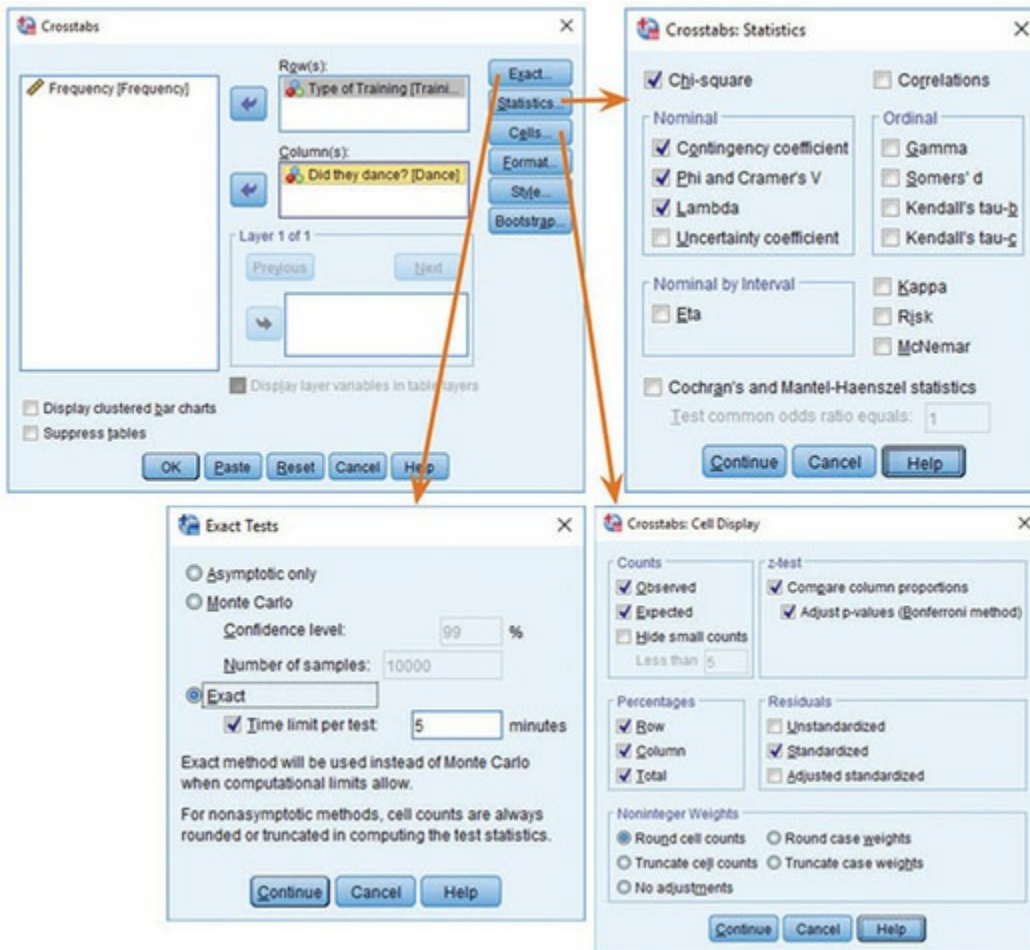 Crosstabs
Frequency [Frequency]
Row(s):
Type of Training [Traini...
Column(s):
Did they dance? [Dance]
Layer 1 of 1
Previous
Next
Display layer variables in table layers
Exact...
Statistics...
Cells...
Format...
Style...
Bootstrap...
Display clustered bar charts
Suppress tables
OK
Paste
Reset
Cancel
Help
Crosstabs: Statistics
Chi-square
Correlations
Nominal
Contingency coefficient
Phi and Cramer's V
Lambda
Uncertainty coefficient
Ordinal
Gamma
Somers' d
Kendall's tau-b
Kendall's tau-c
Nominal by Interval
Eta
Kappa
Risk
McNemar
Cochran's and Mantel-Haenszel statistics
Test common odds ratio equals: 1
Continue
Cancel
Help
Exact Tests
Asymptotic only
Monte Carlo
Confidence level: 99 %
Number of samples: 10000
Exact
Time limit per test: 5 minutes
Exact method will be used instead of Monte Carlo
when computational limits allow.
For nonasymptotic methods, cell counts are always
rounded or truncated in computing the test statistics.
Continue
Cancel
Help
Crosstabs: Cell Display
Counts
Observed
Expected
Hide small counts
Less than 5
z-test
Compare column proportions
Adjust p-values (Bonferroni method)
Percentages
Row
Column
Total
Residuals
Unstandardized
Standardized
Adjusted standardized
Noninteger Weights
Round cell counts
Round case weights
Truncate cell counts
Truncate case weights
No adjustments
Continue
Cancel
Help